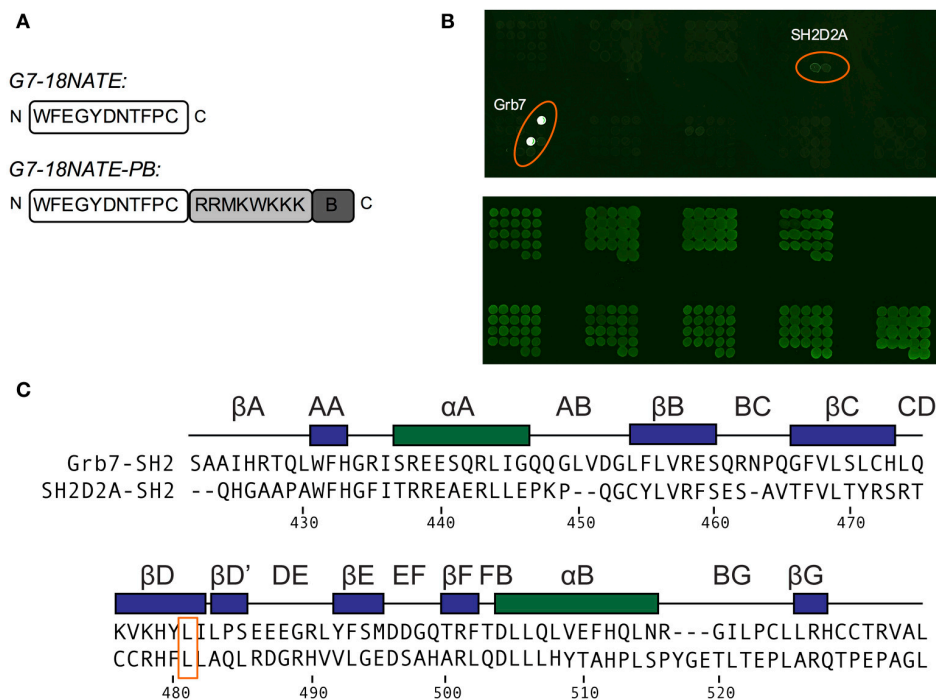 A
G7-18NATE:
N WFEGYDNTFPC C
G7-18NATE-PB:
N WFEGYDNTFPC RRMKWKKK B C
B
SH2D2A
Grb7
C
βA AA αA AB βB BC βC CD
Grb7-SH2 SAAIHRTQLWFHGRISREESQRLIGQQGLVDGLFLVRESQRNPQGFVLSLCHLQ
SH2D2A-SH2 --QHGAAPAWFHGFITRREAERLLEPKP--QGCYLVRFSES-AVTFVLTYRSRT
430 440 450 460 470
βD βD’ DE βE EF βF FB αB BG βG
KVKHYLILPSEEEGRLYFSMDDGQTRFTDLLQLVEFHQLNR---GILPCLLRHCCTRVAL
CCRHFLLAQLRDGRHVVLGEDSAHARLQDLLLHYTAHPLSPYGETLTEPLARQTPEPAGL
480 490 500 510 520